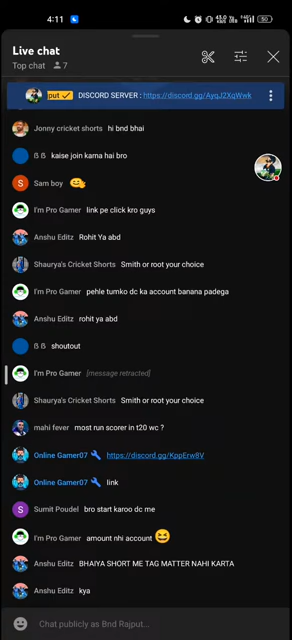 4:11
50
Live chat
Top chat 7
put DISCORD SERVER : https://discord.gg/AyqJ2XqWwk
Jonny cricket shorts hi bnd bhai
ß ß kaise join karna hai bro
Sam boy
I'm Pro Gamer link pe click kro guys
Anshu Editz Rohit Ya abd
Shaurya's Cricket Shorts Smith or root your choice
I'm Pro Gamer pehle tumko dc ka account banana padega
Anshu Editz rohit ya abd
ß ß shoutout
I'm Pro Gamer [message retracted]
Shaurya's Cricket Shorts Smith or root your choice
mahi fever most run scorer in t20 wc ?
Online Gamer07 https://discord.gg/KppErw8V
Online Gamer07 link
S Sumit Poudel bro start karoo dc me
I'm Pro Gamer amount nhi account
Anshu Editz BHAIYA SHORT ME TAG MATTER NAHI KARTA
Anshu Editz kya
Chat publicly as Bnd Rajput...